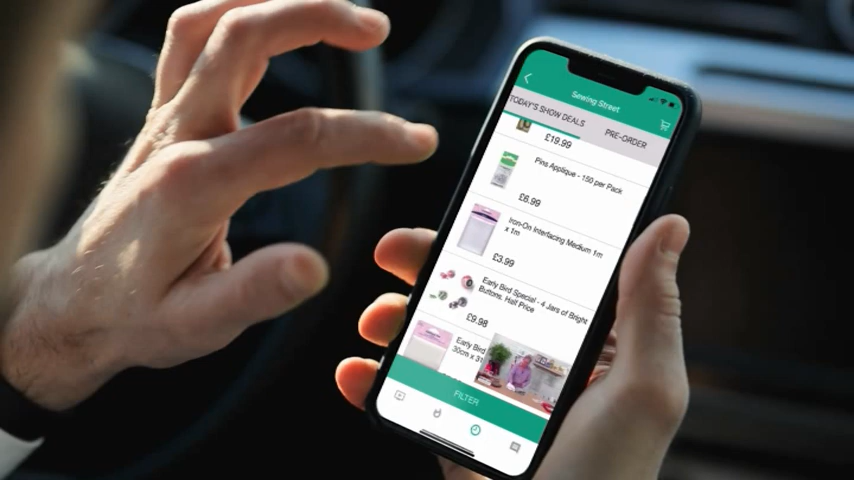 Sewing Street
TODAY'S SHOW DEALS
PRE-ORDER
£19.99
Pins Applique - 150 per Pack
£6.99
Iron-On Interfacing Medium 1m
x 1m
£3.99
Early Bird Special - 4 Jars of Bright
Buttons. Half Price
£9.98
Early Bird
30cm x 3
FILTER